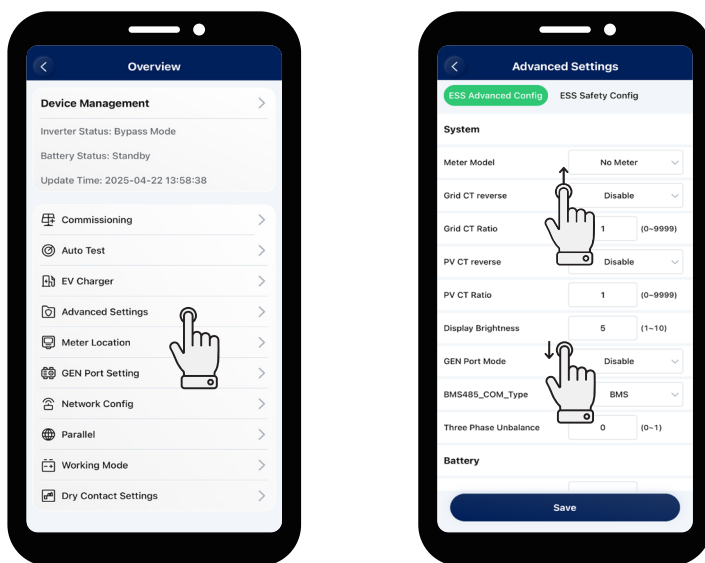 Overview
Device Management
Inverter Status: Bypass Mode
Battery Status: Standby
Update Time: 2025-04-22 13:58:38
Commissioning
Auto Test
EV Charger
Advanced Settings
Meter Location
GEN Port Setting
Network Config
Parallel
Working Mode
Dry Contact Settings
Advanced Settings
ESS Advanced Config ESS Safety Config
System
Meter Model No Meter
Grid CT reverse Disable
Grid CT Ratio 1 (0~9999)
PV CT reverse Disable
PV CT Ratio 1 (0~9999)
Display Brightness 5 (1~10)
GEN Port Mode Disable
BMS485_COM_Type BMS
Three Phase Unbalance 0 (0~1)
Battery
Save